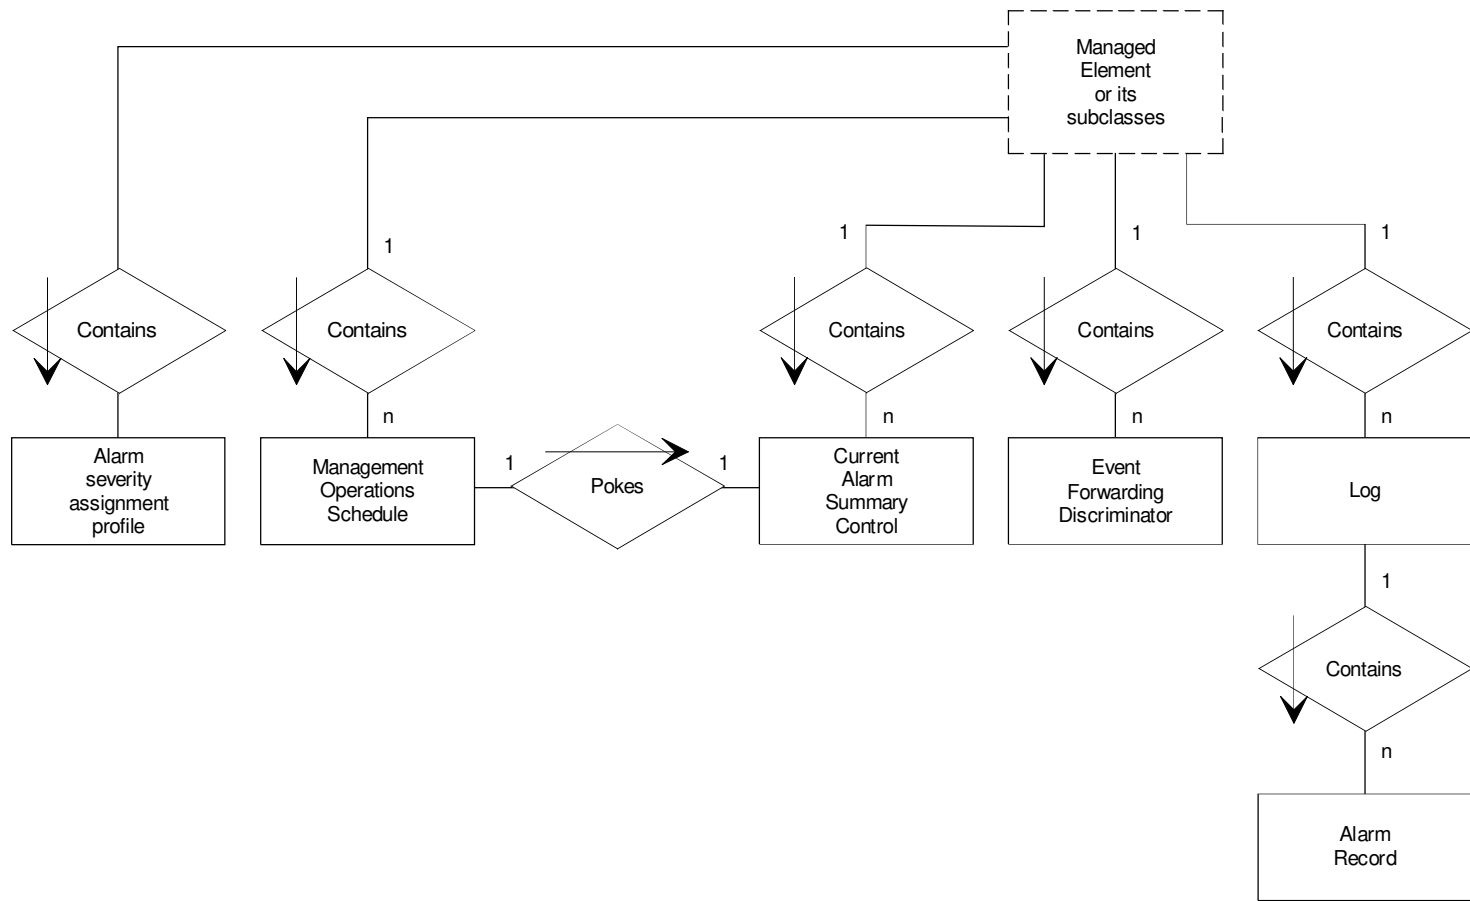 Managed
Element
or its
subclasses
1
1
1
1
Contains
Contains
Contains
Contains
Contains
n
n
n
n
Alarm
severity
assignment
profile
Management
Operations
Schedule
1
Pokes
1
Current
Alarm
Summary
Control
Event
Forwarding
Discriminator
Log
1
Contains
n
Alarm
Record